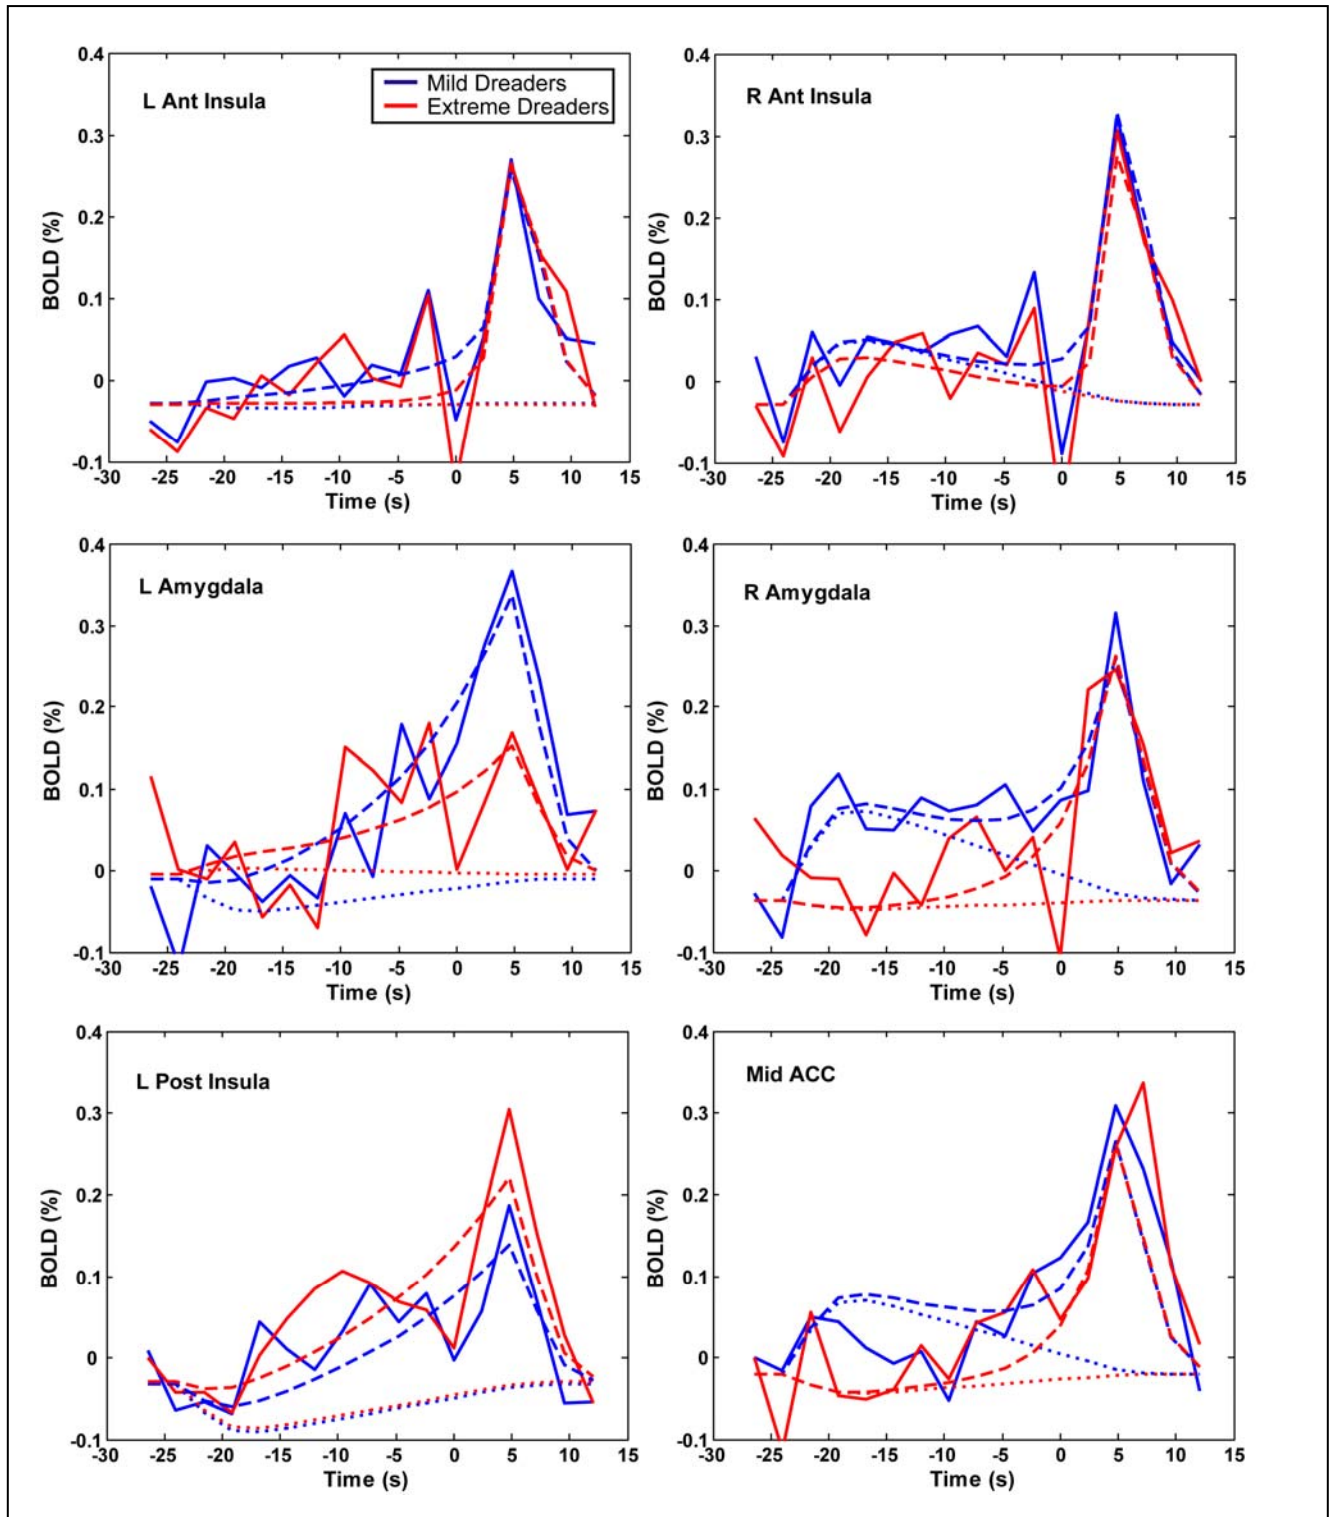 L Ant Insula
Mild Dreaders
Extreme Dreaders
BOLD (%)
0.4
0.3
0.2
0.1
0
-0.1
-30 -25 -20 -15 -10 -5 0 5 10 15
Time (s)
R Ant Insula
BOLD (%)
0.4
0.3
0.2
0.1
0
-0.1
-30 -25 -20 -15 -10 -5 0 5 10 15
Time (s)
L Amygdala
BOLD (%)
0.4
0.3
0.2
0.1
0
-0.1
-30 -25 -20 -15 -10 -5 0 5 10 15
Time (s)
R Amygdala
BOLD (%)
0.4
0.3
0.2
0.1
0
-0.1
-30 -25 -20 -15 -10 -5 0 5 10 15
Time (s)
L Post Insula
BOLD (%)
0.4
0.3
0.2
0.1
0
-0.1
-30 -25 -20 -15 -10 -5 0 5 10 15
Time (s)
Mid ACC
BOLD (%)
0.4
0.3
0.2
0.1
0
-0.1
-30 -25 -20 -15 -10 -5 0 5 10 15
Time (s)